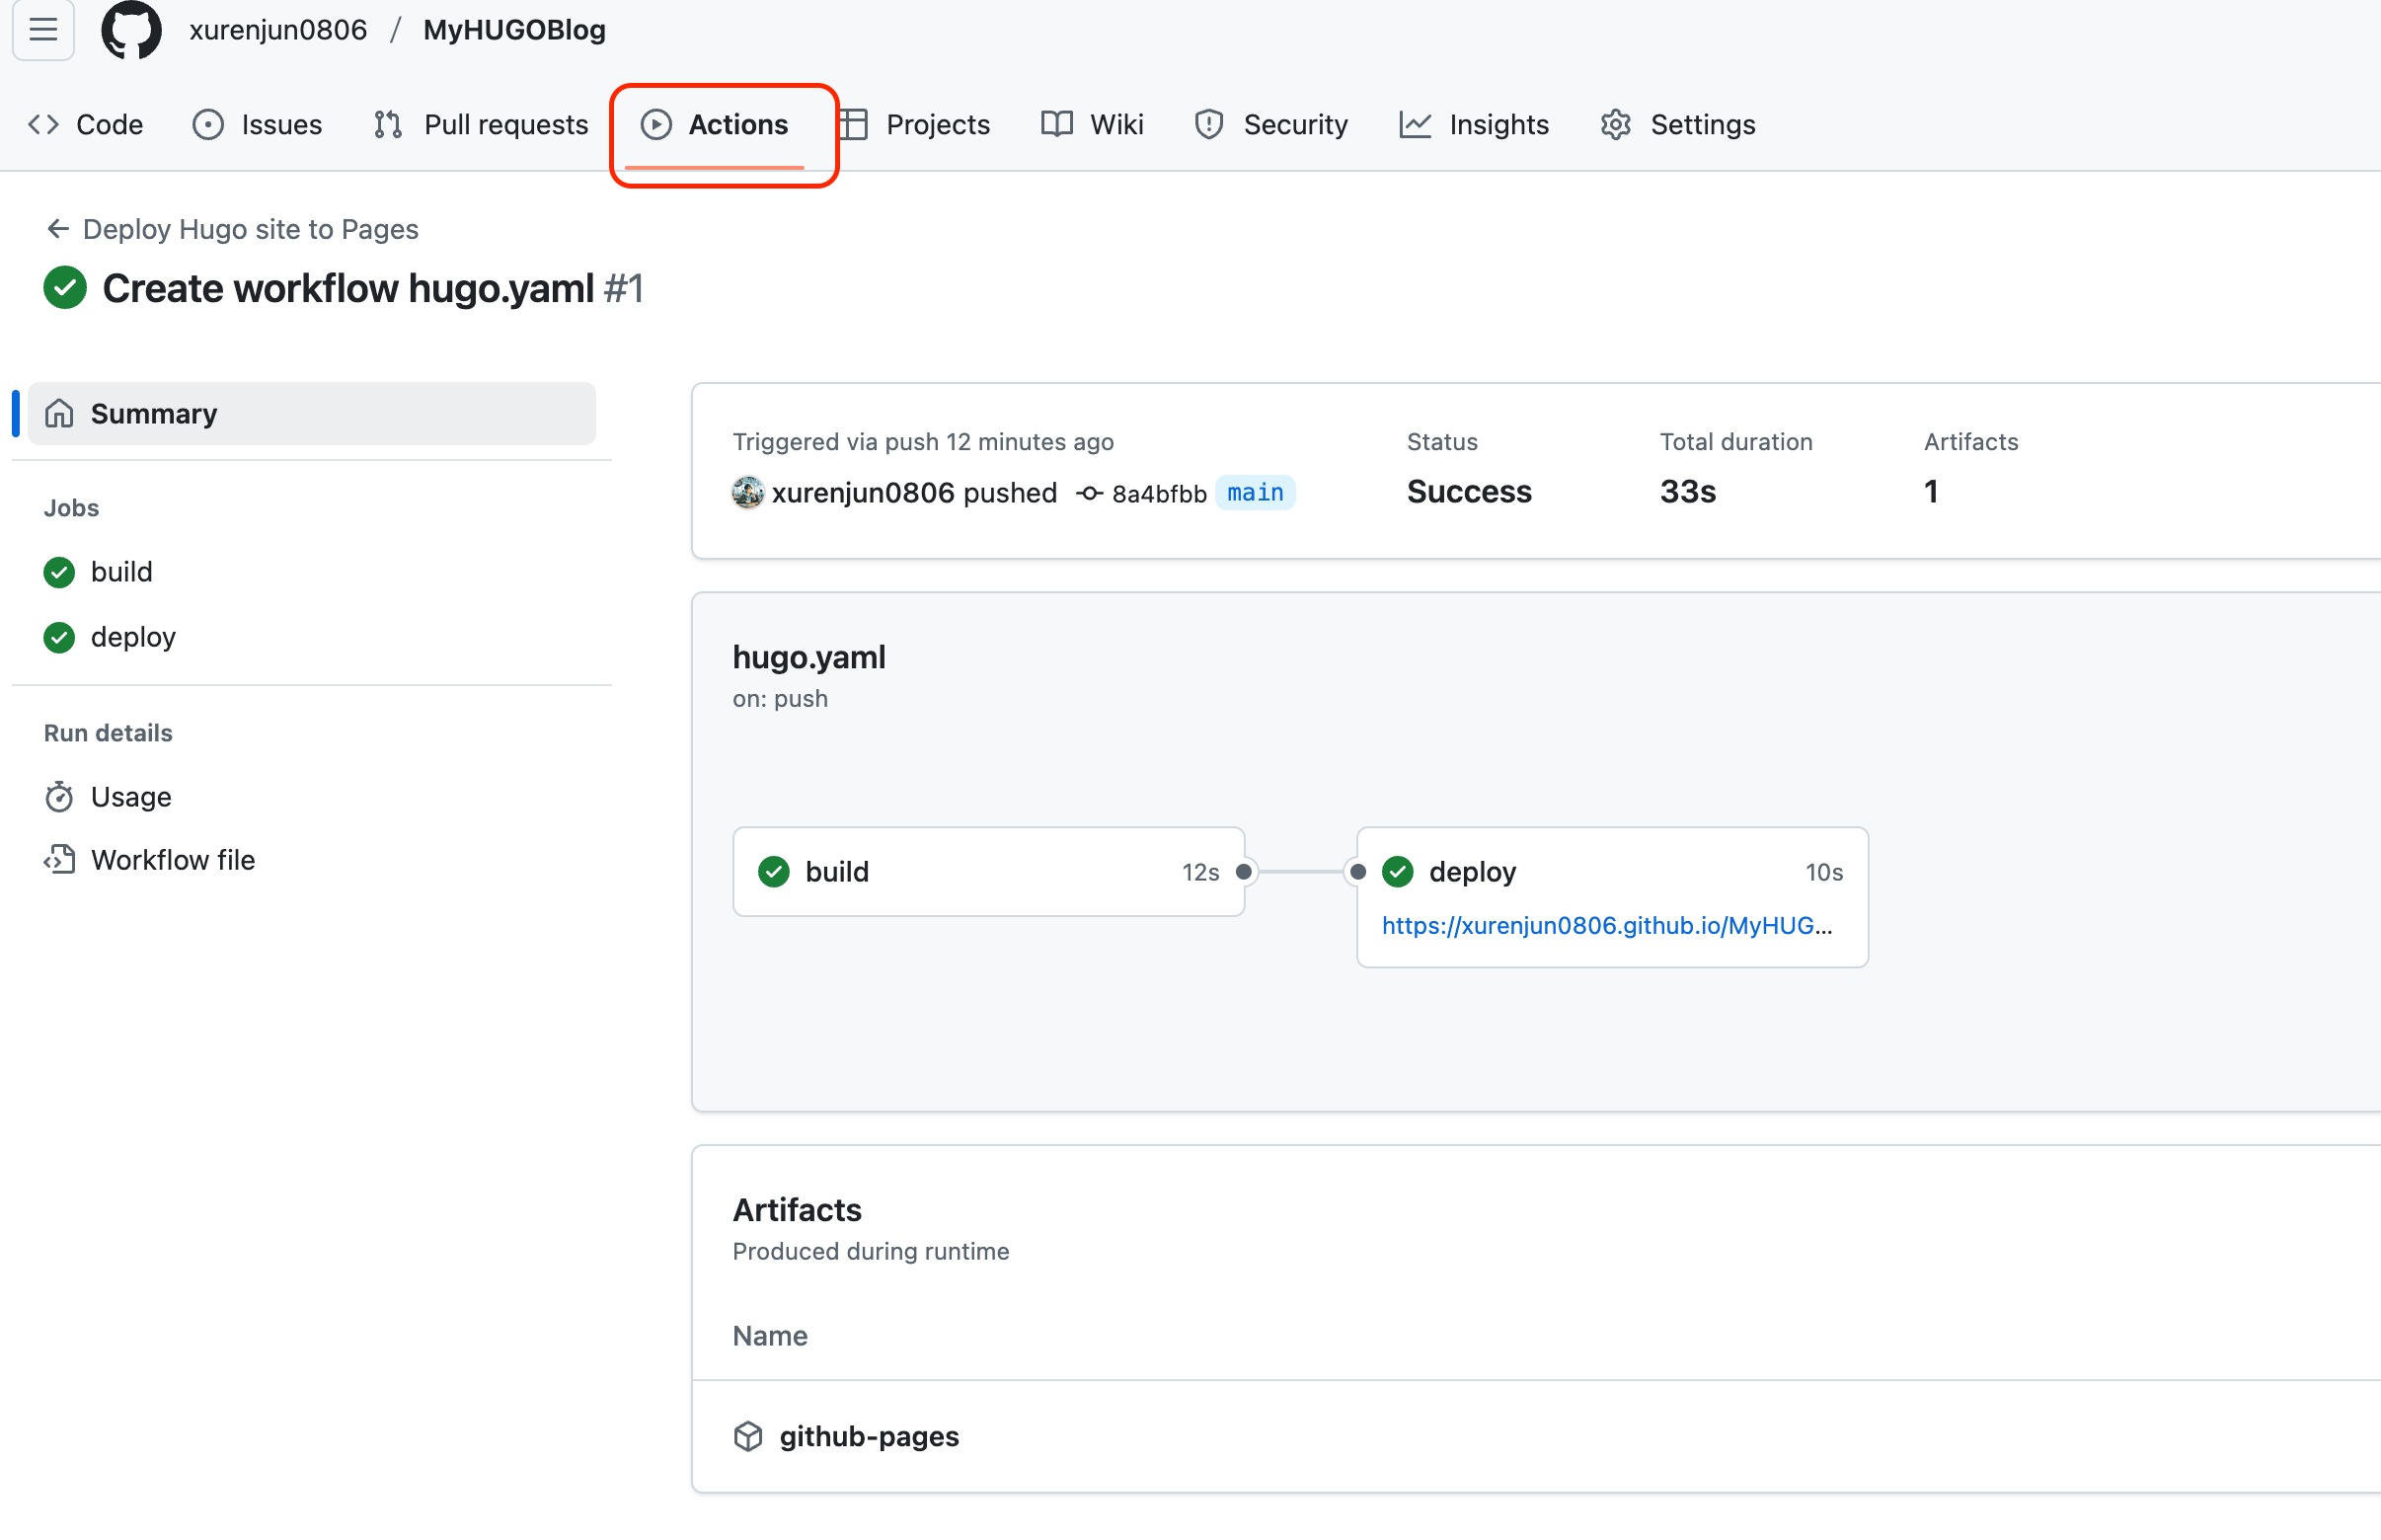 xurenjun0806 / MyHUGOBlog
Code Issues Pull requests Actions Projects Wiki Security Insights Settings
Deploy Hugo site to Pages
Create workflow hugo.yaml #1
Summary
Jobs
build
deploy
Run details
Usage
Workflow file
Triggered via push 12 minutes ago
xurenjun0806 pushed 8a4bfbb main
Status
Success
Total duration
33s
Artifacts
1
hugo.yaml
on: push
build 12s
deploy 10s
https://xurenjun0806.github.io/MyHUG...
Artifacts
Produced during runtime
Name
github-pages